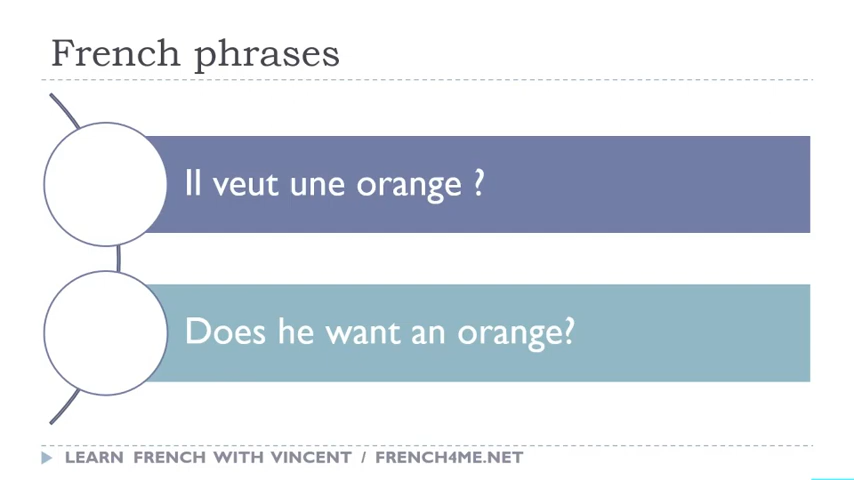 French phrases
Il veut une orange ?
Does he want an orange?
LEARN FRENCH WITH VINCENT / FRENCH4ME.NET